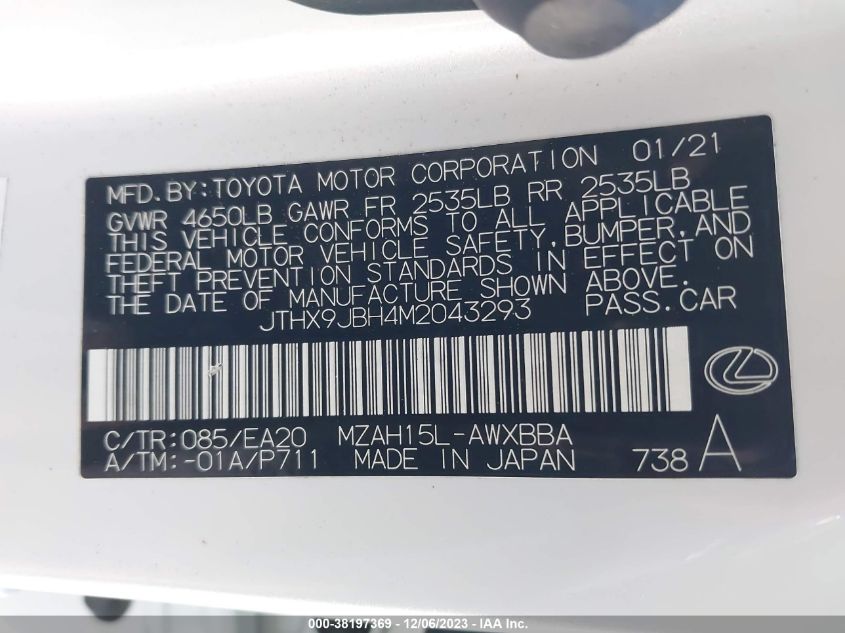 MFD. BY: TOYOTA MOTOR CORPORATION 01/21
GVWR 4650LB GAWR FR 2535LB RR 2535LB
THIS VEHICLE CONFORMS TO ALL APPLICABLE
FEDERAL MOTOR VEHICLE SAFETY, BUMPER, AND
THEFT PREVENTION STANDARDS IN EFFECT ON
THE DATE OF MANUFACTURE SHOWN ABOVE.
JTHX9JBH4M2043293 PASS. CAR
C/TR: 085/EA20 MZAH15L-AWXBBA
A/TM: -01A/P711 MADE IN JAPAN 738 A
000-38197369 - 12/06/2023 - IAA Inc.